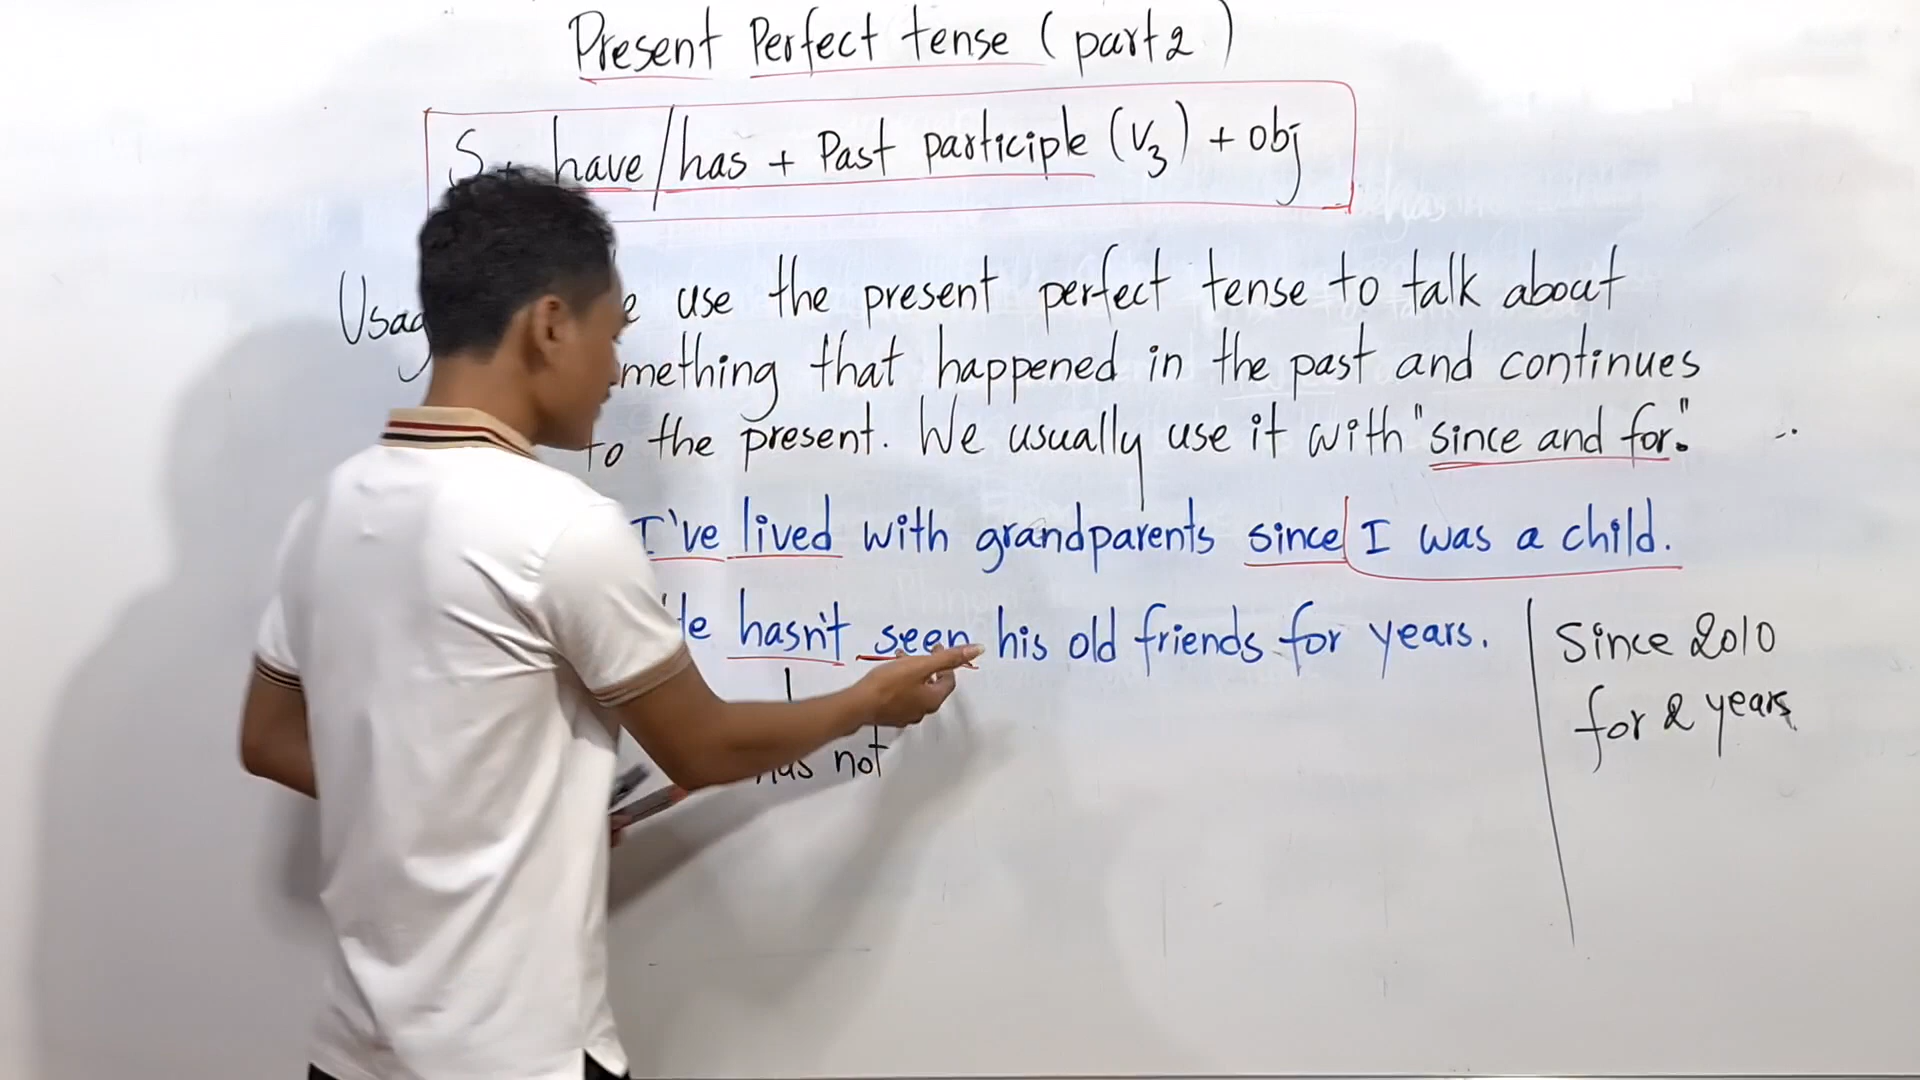 Present Perfect tense (part 2)
S + have/has + Past participle (V3) + obj
use the present perfect tense to talk about
that happened in the past and continues
to the present. We usually use it with "since and for."
I've lived with grandparents since I was a child.
He hasn't seen his old friends for years.
has not
Since 2010
for 2 years